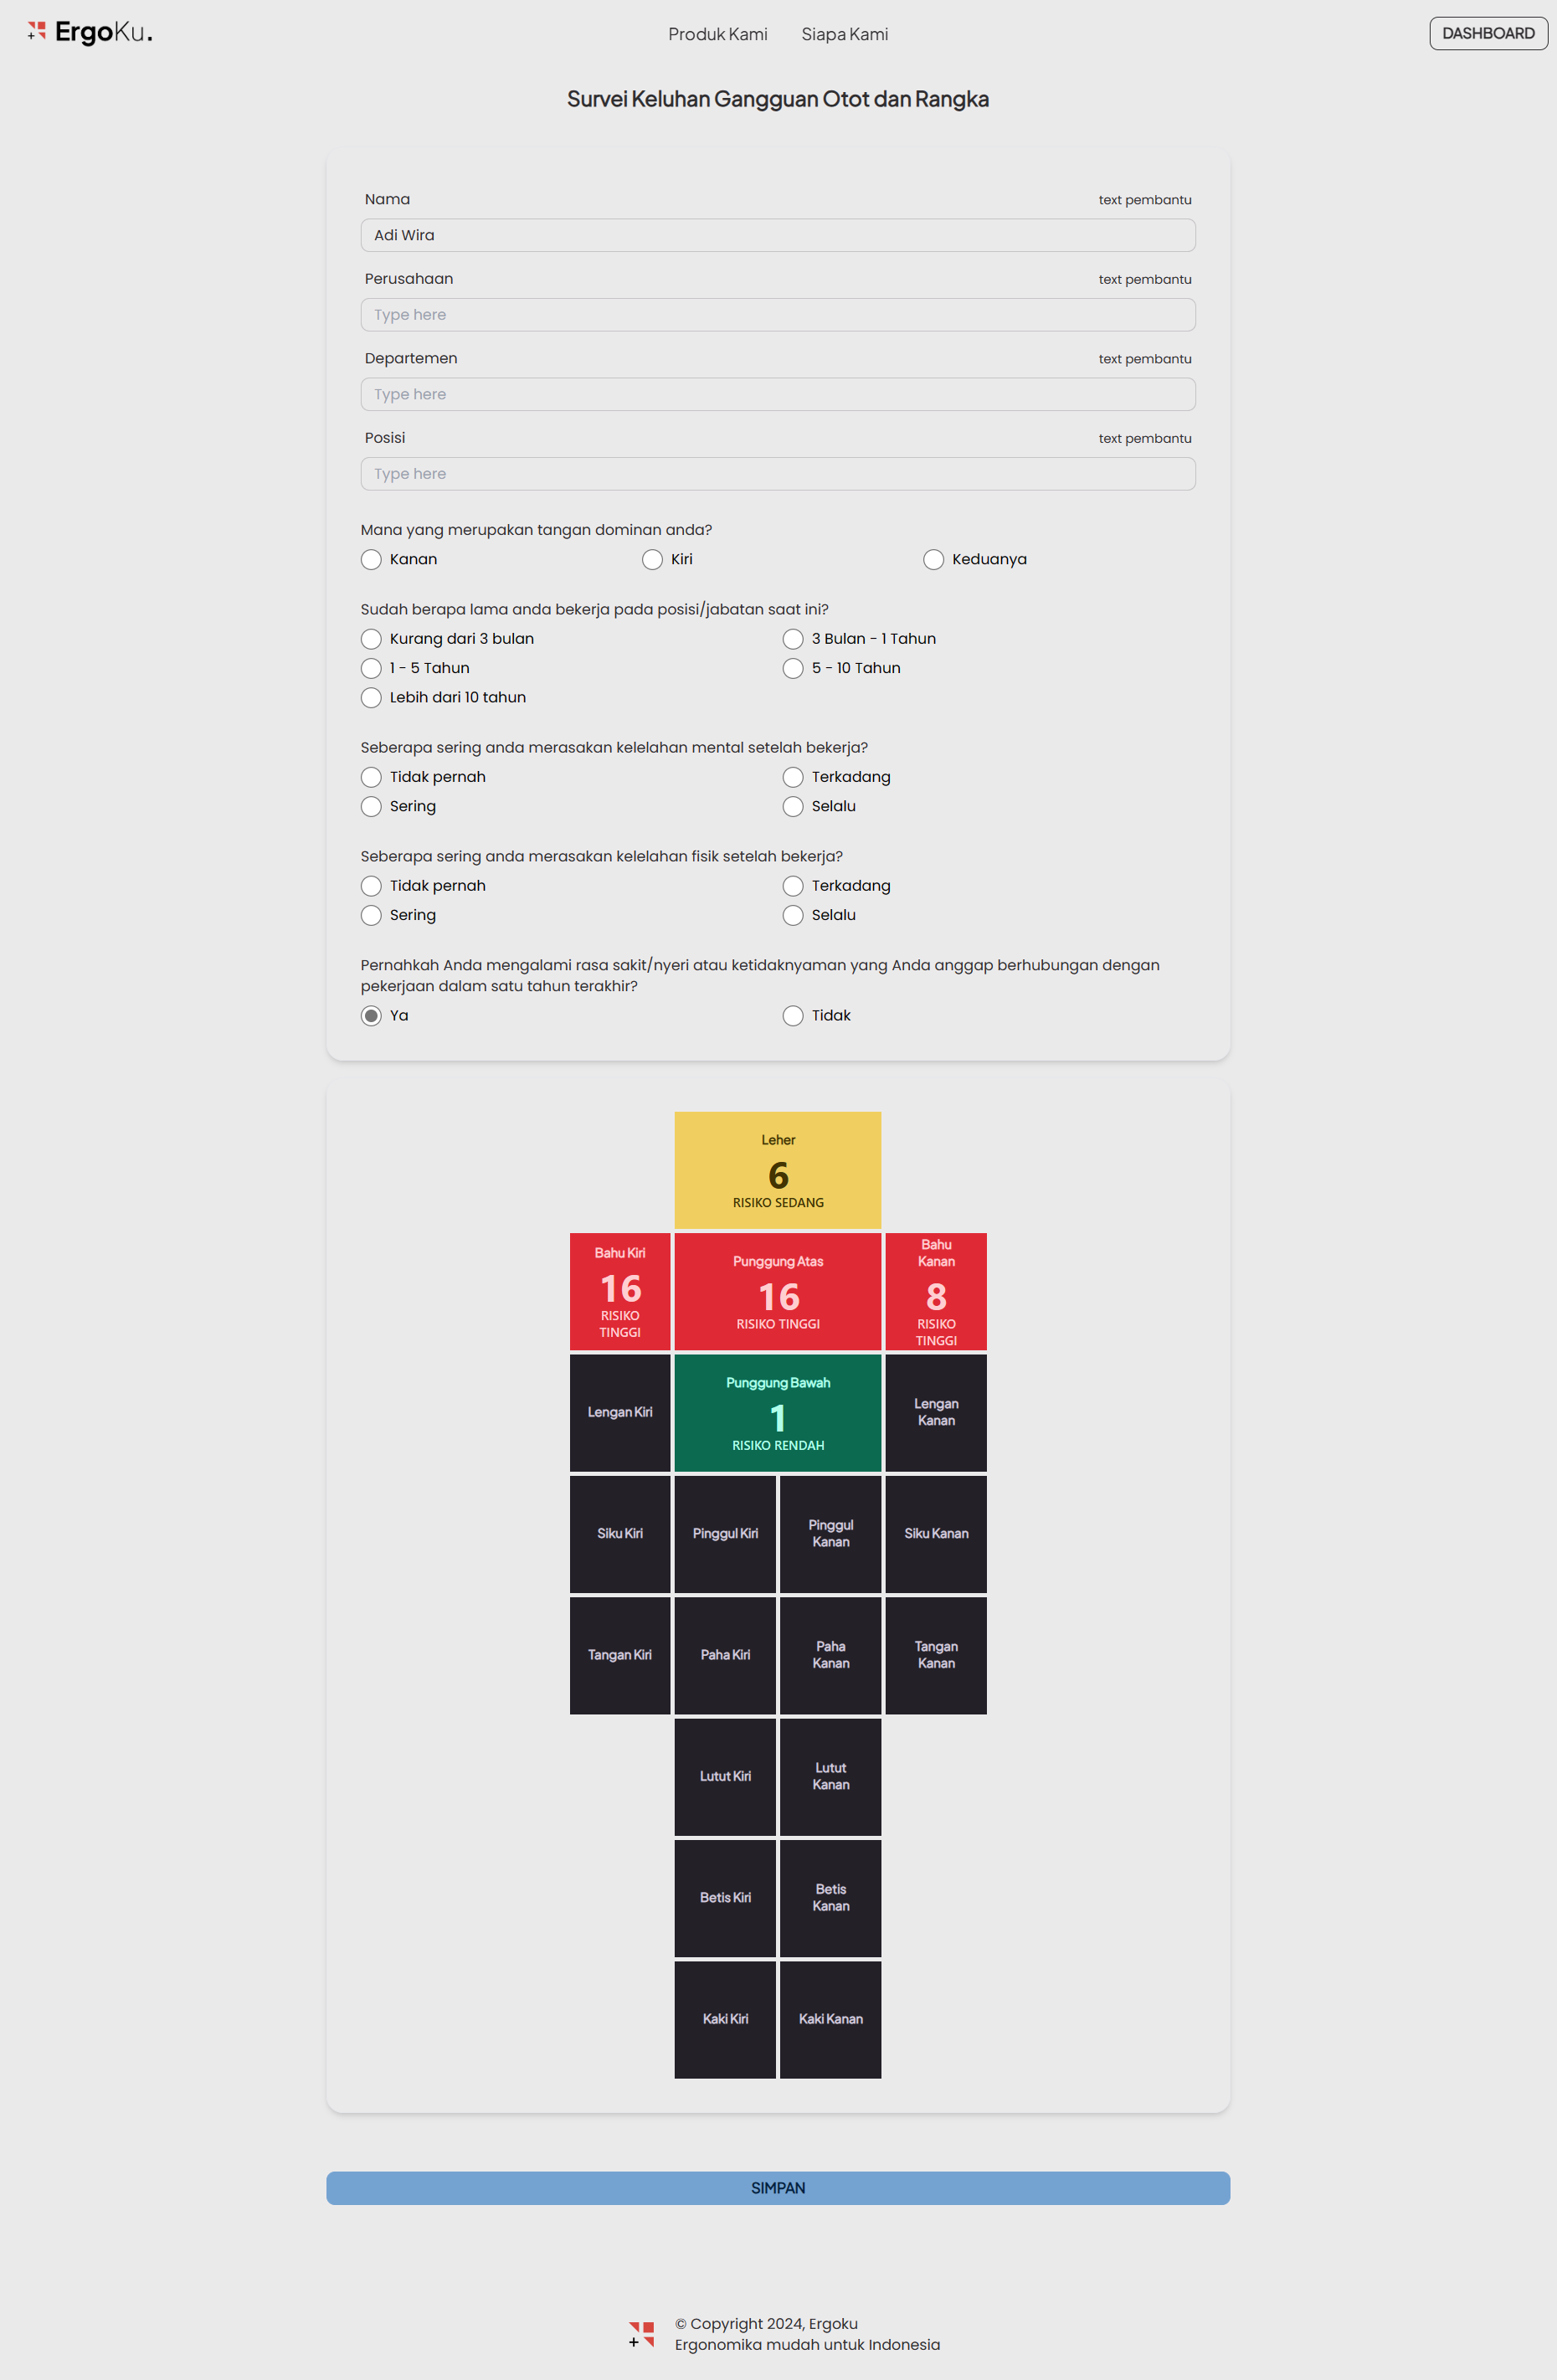 ErgoKu.
Produk Kami
Siapa Kami
DASHBOARD
Survei Keluhan Gangguan Otot dan Rangka
Nama
text pembantu
Adi Wira
Perusahaan
text pembantu
Type here
Departemen
text pembantu
Type here
Posisi
text pembantu
Type here
Mana yang merupakan tangan dominan anda?
Kanan
Kiri
Keduanya
Sudah berapa lama anda bekerja pada posisi/jabatan saat ini?
Kurang dari 3 bulan
3 Bulan - 1 Tahun
1 - 5 Tahun
5 - 10 Tahun
Lebih dari 10 tahun
Seberapa sering anda merasakan kelelahan mental setelah bekerja?
Tidak pernah
Terkadang
Sering
Selalu
Seberapa sering anda merasakan kelelahan fisik setelah bekerja?
Tidak pernah
Terkadang
Sering
Selalu
Pernahkah Anda mengalami rasa sakit/nyeri atau ketidaknyaman yang Anda anggap berhubungan dengan
pekerjaan dalam satu tahun terakhir?
Ya
Tidak
Leher
6
RISIKO SEDANG
Bahu Kiri
16
RISIKO
TINGGI
Punggung Atas
16
RISIKO TINGGI
Bahu
Kanan
8
RISIKO
TINGGI
Lengan Kiri
Punggung Bawah
1
RISIKO RENDAH
Lengan
Kanan
Siku Kiri
Pinggul Kiri
Pinggul
Kanan
Siku Kanan
Tangan Kiri
Paha Kiri
Paha
Kanan
Tangan
Kanan
Lutut Kiri
Lutut
Kanan
Betis Kiri
Betis
Kanan
Kaki Kiri
Kaki Kanan
SIMPAN
© Copyright 2024, Ergoku
Ergonomika mudah untuk Indonesia